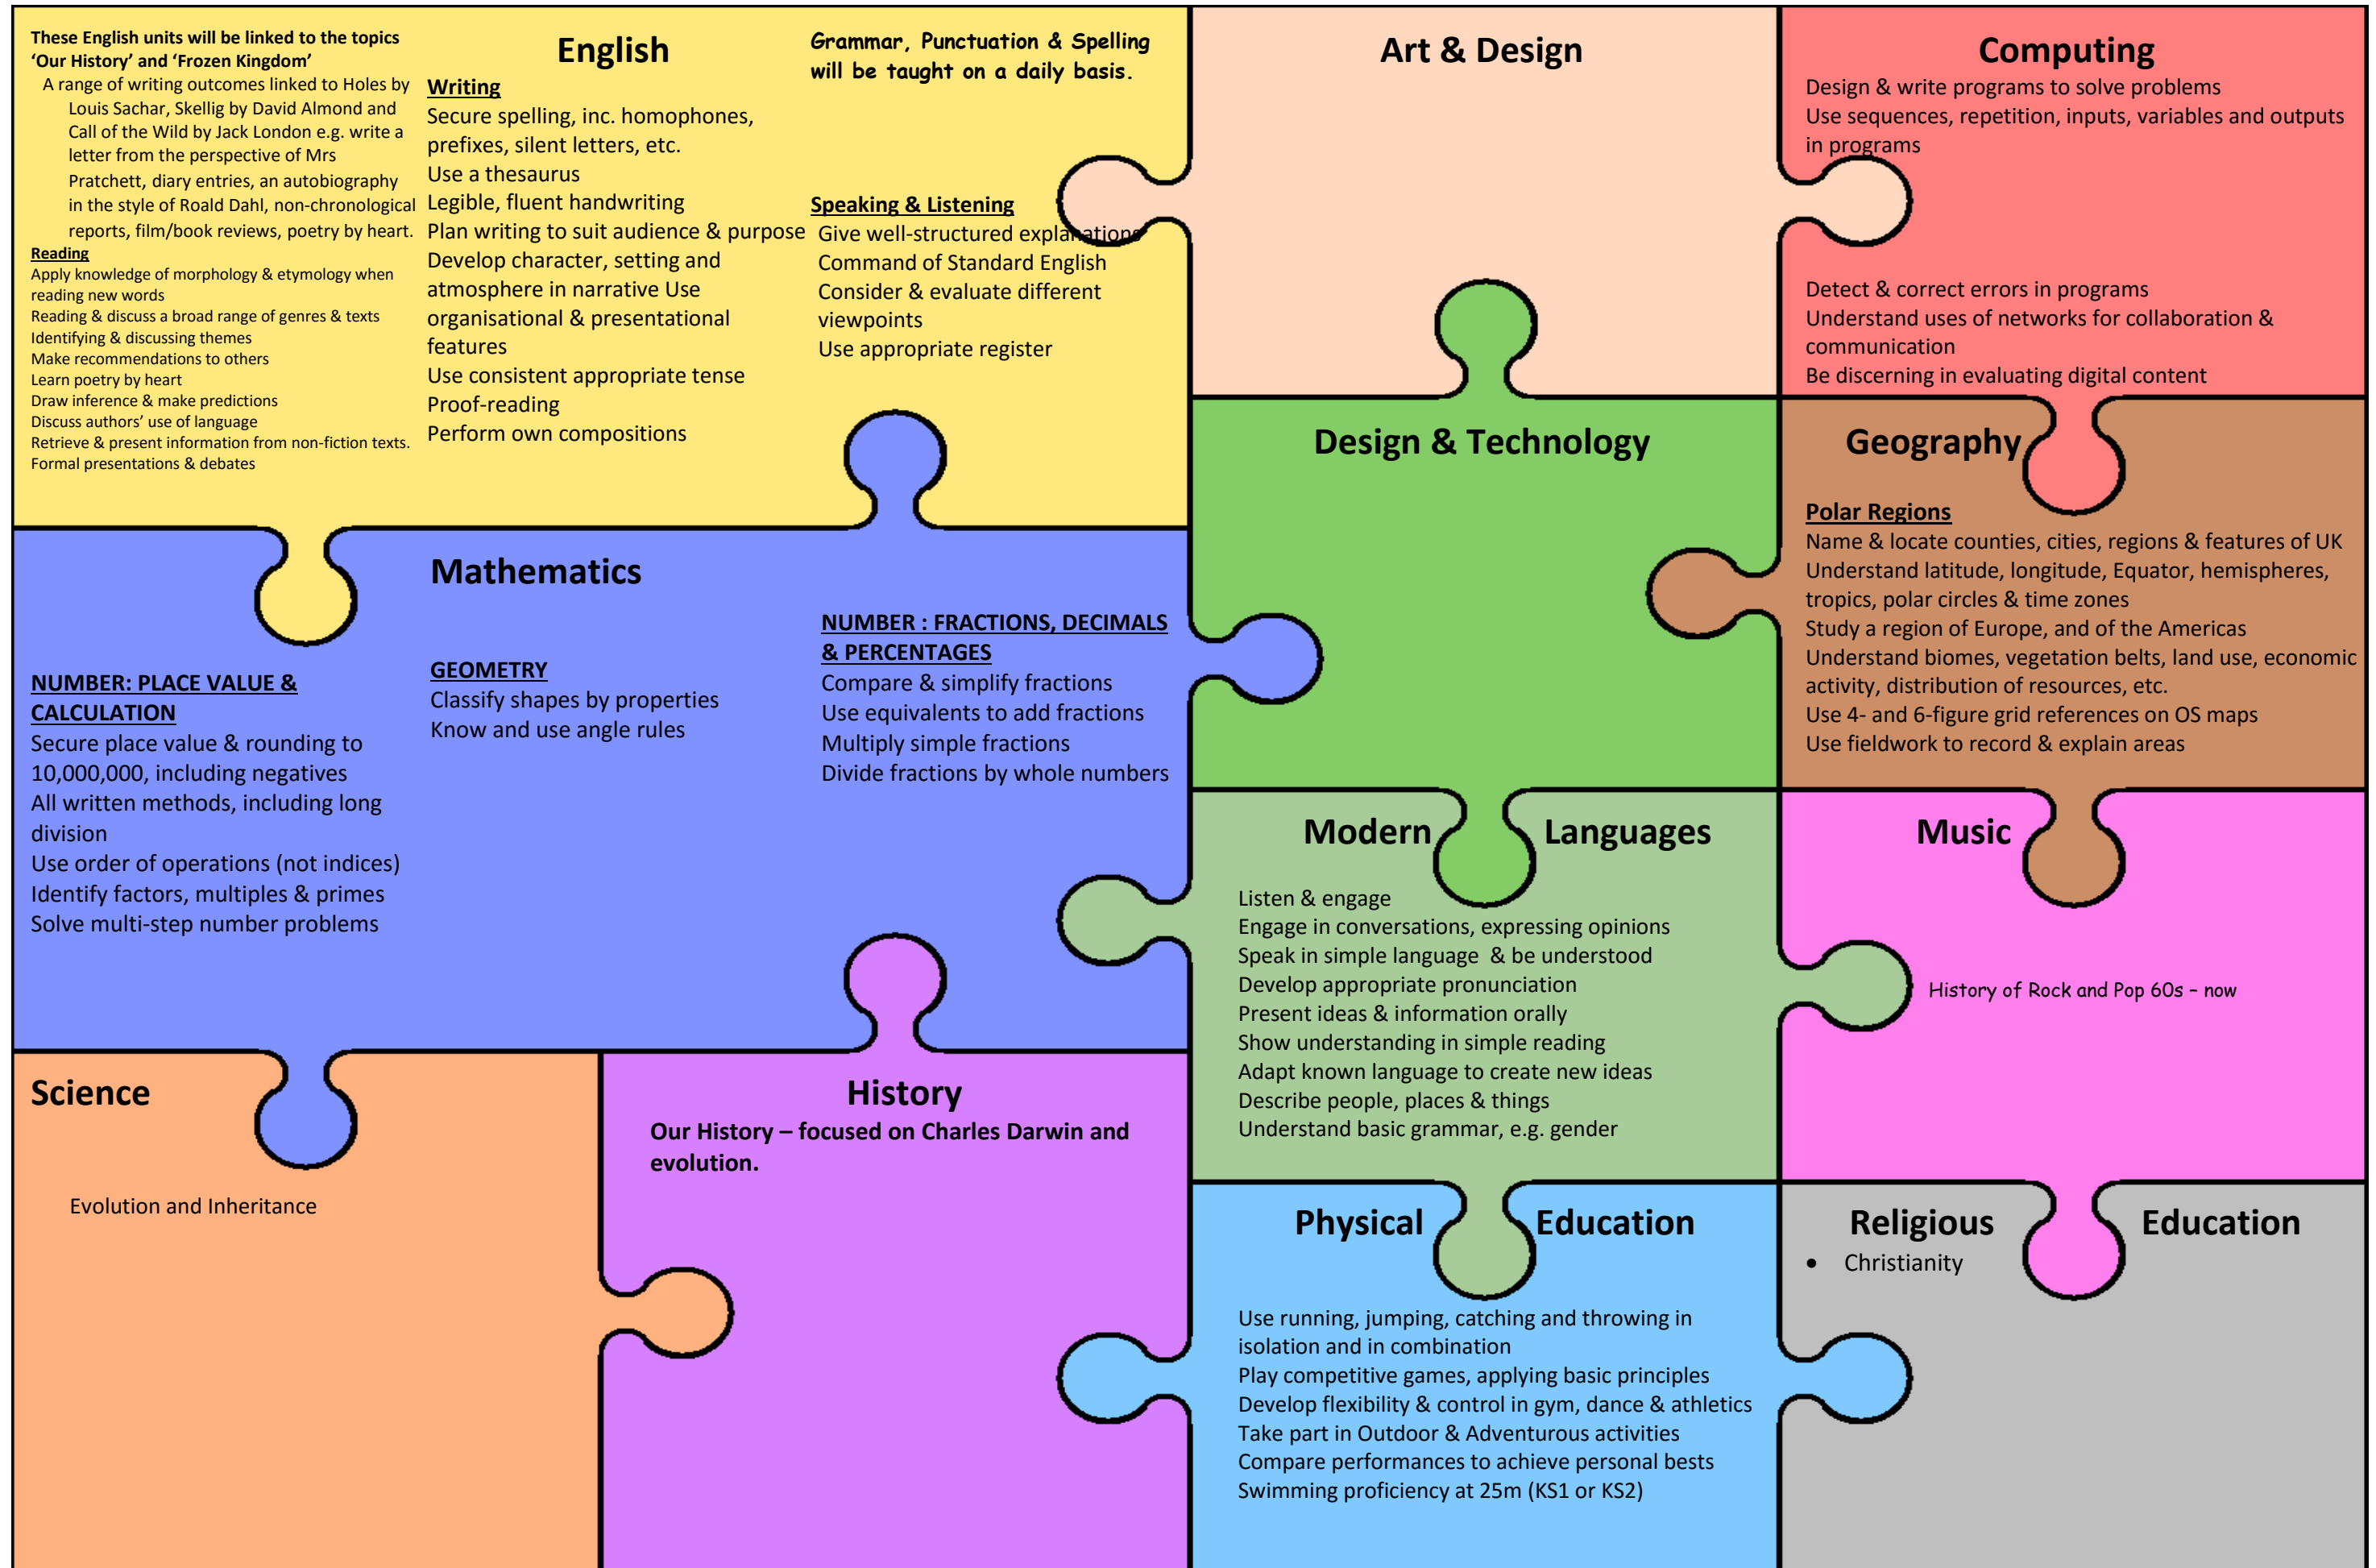 These English units will be linked to the topics
‘Our History’ and ‘Frozen Kingdom’
A range of writing outcomes linked to Holes by
Louis Sachar, Skellig by David Almond and
Call of the Wild by Jack London e.g. write a
letter from the perspective of Mrs
Pratchett, diary entries, an autobiography
in the style of Roald Dahl, non-chronological
reports, film/book reviews, poetry by heart.
Reading
Apply knowledge of morphology & etymology when
reading new words
Reading & discuss a broad range of genres & texts
Identifying & discussing themes
Make recommendations to others
Learn poetry by heart
Draw inference & make predictions
Discuss authors’ use of language
Retrieve & present information from non-fiction texts.
Formal presentations & debates
English
Writing
Secure spelling, inc. homophones,
prefixes, silent letters, etc.
Use a thesaurus
Legible, fluent handwriting
Plan writing to suit audience & purpose
Develop character, setting and
atmosphere in narrative Use
organisational & presentational
features
Use consistent appropriate tense
Proof-reading
Perform own compositions
Grammar, Punctuation & Spelling
will be taught on a daily basis.
Speaking & Listening
Give well-structured explanations
Command of Standard English
Consider & evaluate different
viewpoints
Use appropriate register
Art & Design
Computing
Design & write programs to solve problems
Use sequences, repetition, inputs, variables and outputs
in programs
Detect & correct errors in programs
Understand uses of networks for collaboration &
communication
Be discerning in evaluating digital content
Mathematics
NUMBER: PLACE VALUE &
CALCULATION
Secure place value & rounding to
10,000,000, including negatives
All written methods, including long
division
Use order of operations (not indices)
Identify factors, multiples & primes
Solve multi-step number problems
GEOMETRY
Classify shapes by properties
Know and use angle rules
NUMBER : FRACTIONS, DECIMALS
& PERCENTAGES
Compare & simplify fractions
Use equivalents to add fractions
Multiply simple fractions
Divide fractions by whole numbers
Design & Technology
Geography
Polar Regions
Name & locate counties, cities, regions & features of UK
Understand latitude, longitude, Equator, hemispheres,
tropics, polar circles & time zones
Study a region of Europe, and of the Americas
Understand biomes, vegetation belts, land use, economic
activity, distribution of resources, etc.
Use 4- and 6-figure grid references on OS maps
Use fieldwork to record & explain areas
Modern Languages
Listen & engage
Engage in conversations, expressing opinions
Speak in simple language & be understood
Develop appropriate pronunciation
Present ideas & information orally
Show understanding in simple reading
Adapt known language to create new ideas
Describe people, places & things
Understand basic grammar, e.g. gender
Music
History of Rock and Pop 60s – now
Science
Evolution and Inheritance
History
Our History – focused on Charles Darwin and
evolution.
Physical Education
Use running, jumping, catching and throwing in
isolation and in combination
Play competitive games, applying basic principles
Develop flexibility & control in gym, dance & athletics
Take part in Outdoor & Adventurous activities
Compare performances to achieve personal bests
Swimming proficiency at 25m (KS1 or KS2)
Religious Education
• Christianity